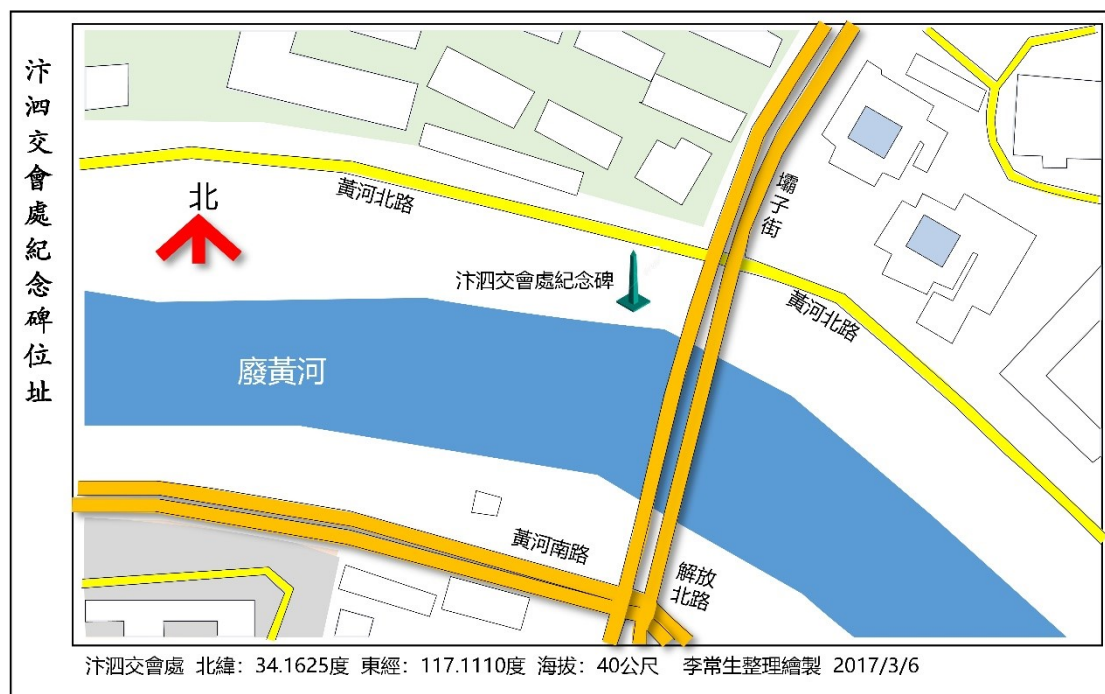 汴泗交會處紀念碑位址
北
黃河北路
壩子街
汴泗交會處紀念碑
黃河北路
廢黃河
黃河南路
解放
北路
汴泗交會處 北緯：34.1625度 東經：117.1110度 海拔：40公尺 李常生整理繪製 2017/3/6